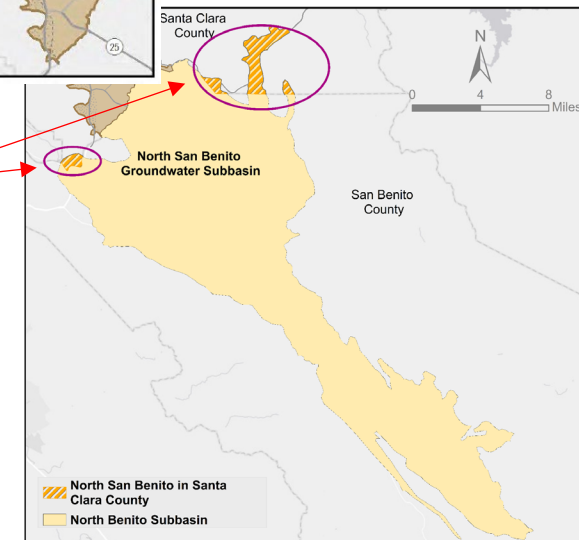 25
Santa Clara
County
N
0 4 8
Miles
North San Benito
Groundwater Subbasin
San Benito
County
North San Benito in Santa
Clara County
North Benito Subbasin